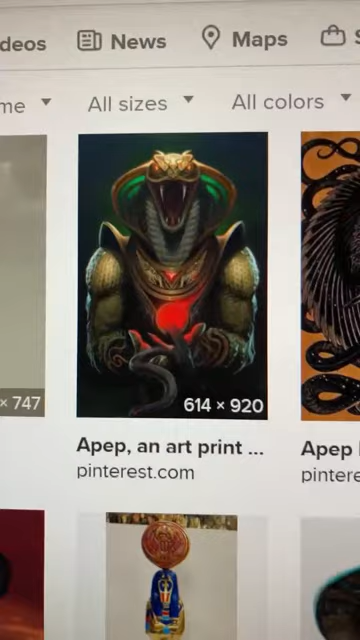 deos News Maps S
me All sizes All colors
× 747
614 × 920
Apep, an art print ... Apep
pinterest.com pintere